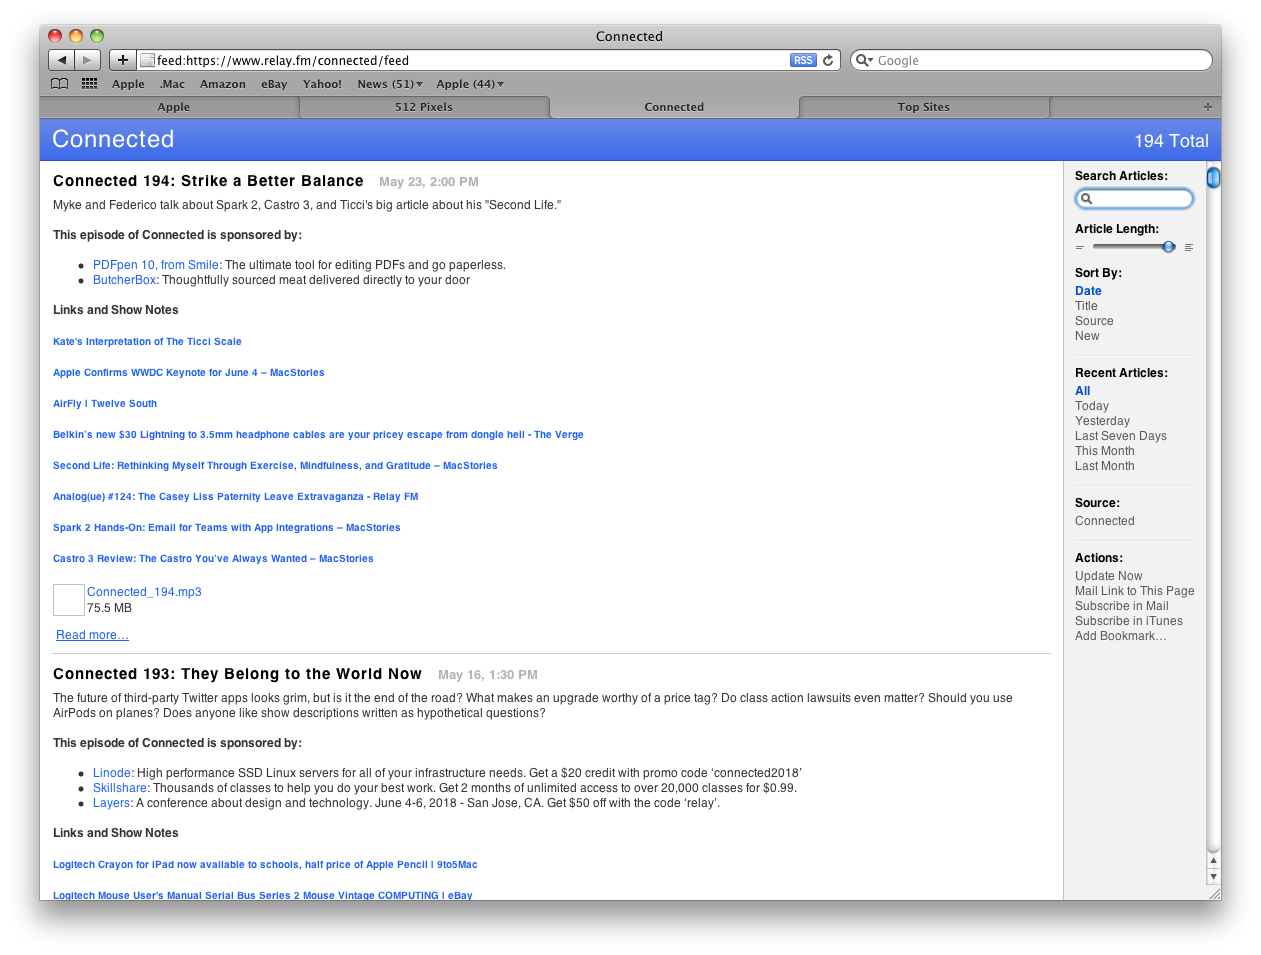 Connected
feed:https://www.relay.fm/connected/feed
RSS
Google
Apple .Mac Amazon eBay Yahoo! News (51) Apple (44)
Apple 512 Pixels Connected Top Sites
Connected 194 Total
Connected 194: Strike a Better Balance May 23, 2:00 PM
Myke and Federico talk about Spark 2, Castro 3, and Ticci's big article about his "Second Life."
This episode of Connected is sponsored by:
PDFpen 10, from Smile: The ultimate tool for editing PDFs and go paperless.
ButcherBox: Thoughtfully sourced meat delivered directly to your door
Links and Show Notes
Kate's Interpretation of The Ticci Scale
Apple Confirms WWDC Keynote for June 4 – MacStories
AirFly | Twelve South
Belkin's new $30 Lightning to 3.5mm headphone cables are your pricey escape from dongle hell - The Verge
Second Life: Rethinking Myself Through Exercise, Mindfulness, and Gratitude – MacStories
Analog(ue) #124: The Casey Liss Paternity Leave Extravaganza - Relay FM
Spark 2 Hands-On: Email for Teams with App Integrations – MacStories
Castro 3 Review: The Castro You've Always Wanted – MacStories
Connected_194.mp3
75.5 MB
Read more…
Connected 193: They Belong to the World Now May 16, 1:30 PM
The future of third-party Twitter apps looks grim, but is it the end of the road? What makes an upgrade worthy of a price tag? Do class action lawsuits even matter? Should you use
AirPods on planes? Does anyone like show descriptions written as hypothetical questions?
This episode of Connected is sponsored by:
Linode: High performance SSD Linux servers for all of your infrastructure needs. Get a $20 credit with promo code ‘connected2018’
Skillshare: Thousands of classes to help you do your best work. Get 2 months of unlimited access to over 20,000 classes for $0.99.
Layers: A conference about design and technology. June 4-6, 2018 - San Jose, CA. Get $50 off with the code ‘relay’.
Links and Show Notes
Logitech Crayon for iPad now available to schools, half price of Apple Pencil | 9to5Mac
Logitech Mouse User's Manual Serial Bus Series 2 Mouse Vintage COMPUTING | eBay
Search Articles:
Article Length:
Sort By:
Date
Title
Source
New
Recent Articles:
All
Today
Yesterday
Last Seven Days
This Month
Last Month
Source:
Connected
Actions:
Update Now
Mail Link to This Page
Subscribe in Mail
Subscribe in iTunes
Add Bookmark…